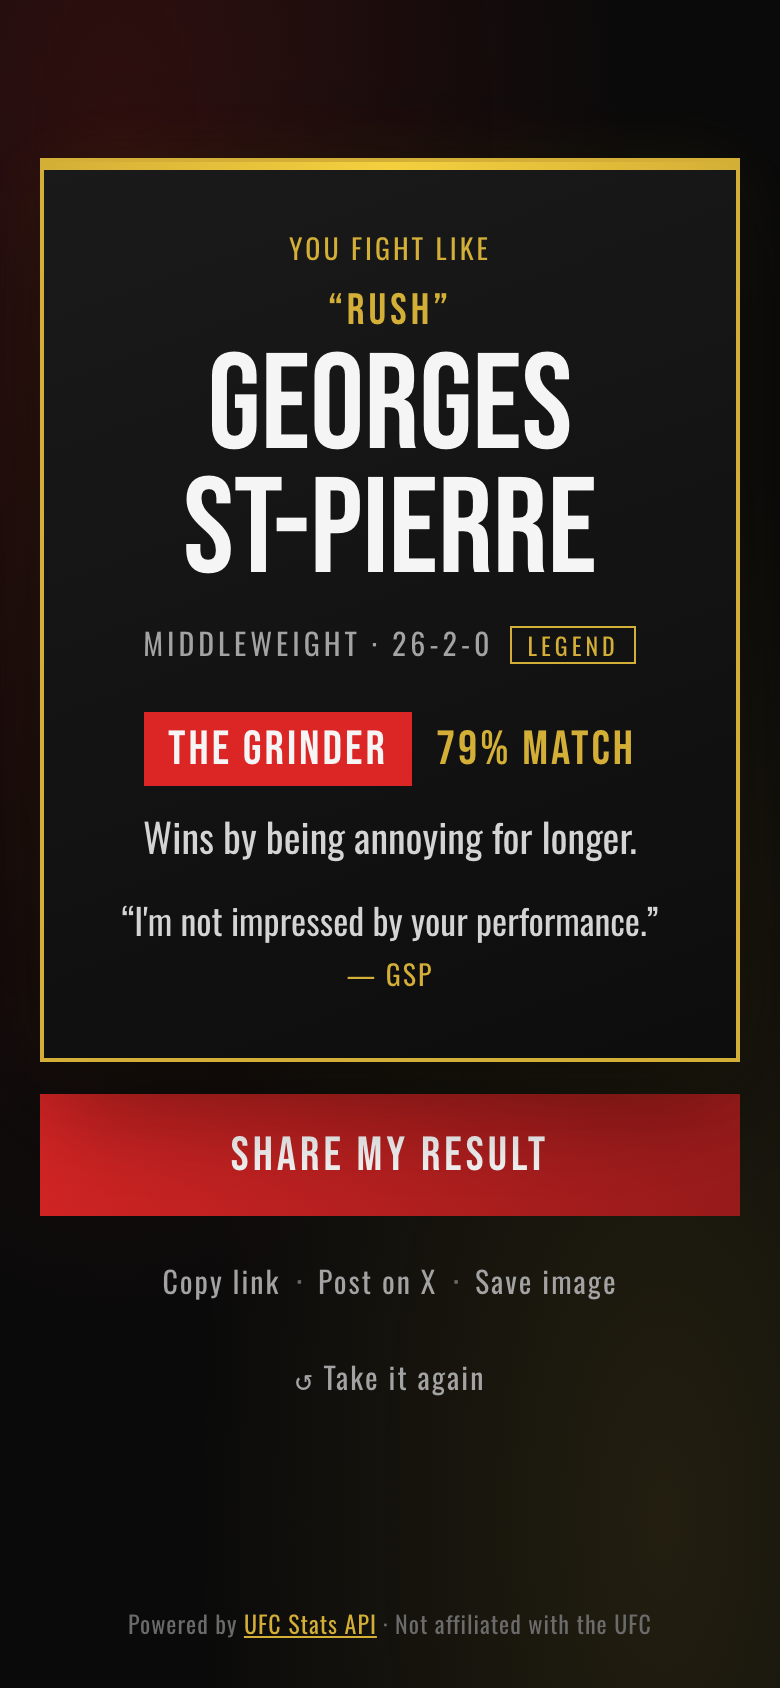 YOU FIGHT LIKE
“RUSH”
GEORGES
ST-PIERRE
MIDDLEWEIGHT · 26-2-0 LEGEND
THE GRINDER 79% MATCH
Wins by being annoying for longer.
“I'm not impressed by your performance.”
— GSP
SHARE MY RESULT
Copy link · Post on X · Save image
↺ Take it again
Powered by UFC Stats API · Not affiliated with the UFC